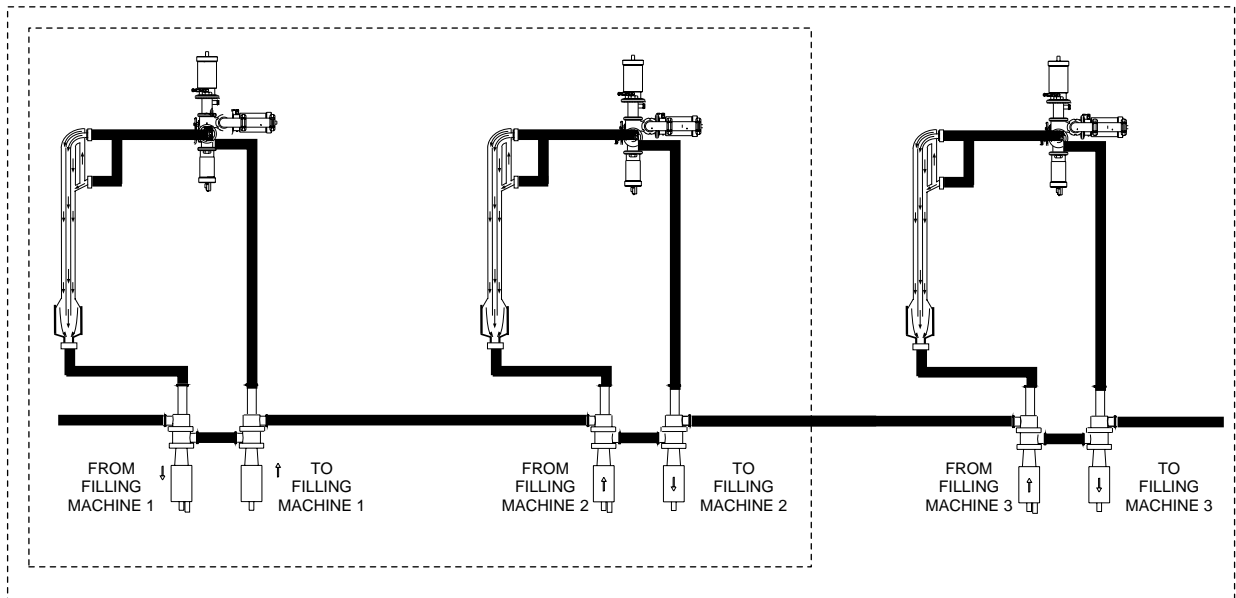 FROM
FILLING
MACHINE 1
TO
FILLING
MACHINE 1
FROM
FILLING
MACHINE 2
TO
FILLING
MACHINE 2
FROM
FILLING
MACHINE 3
TO
FILLING
MACHINE 3